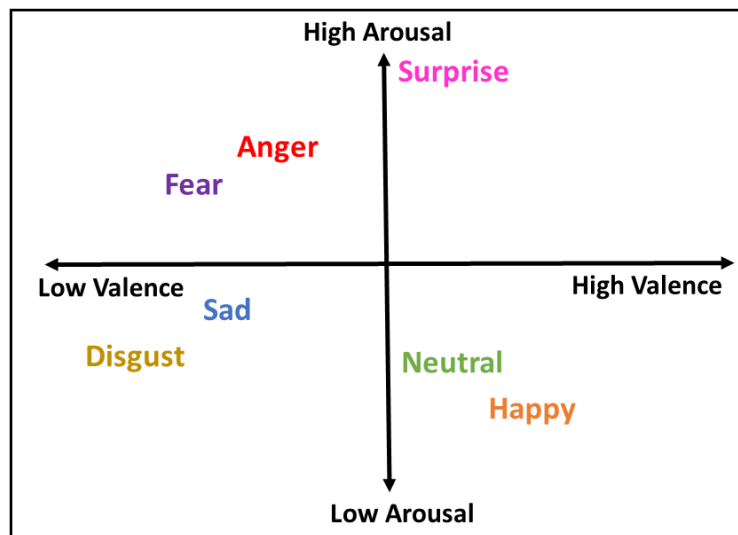 High Arousal
Surprise
Anger
Fear
Low Valence
High Valence
Sad
Disgust
Neutral
Happy
Low Arousal